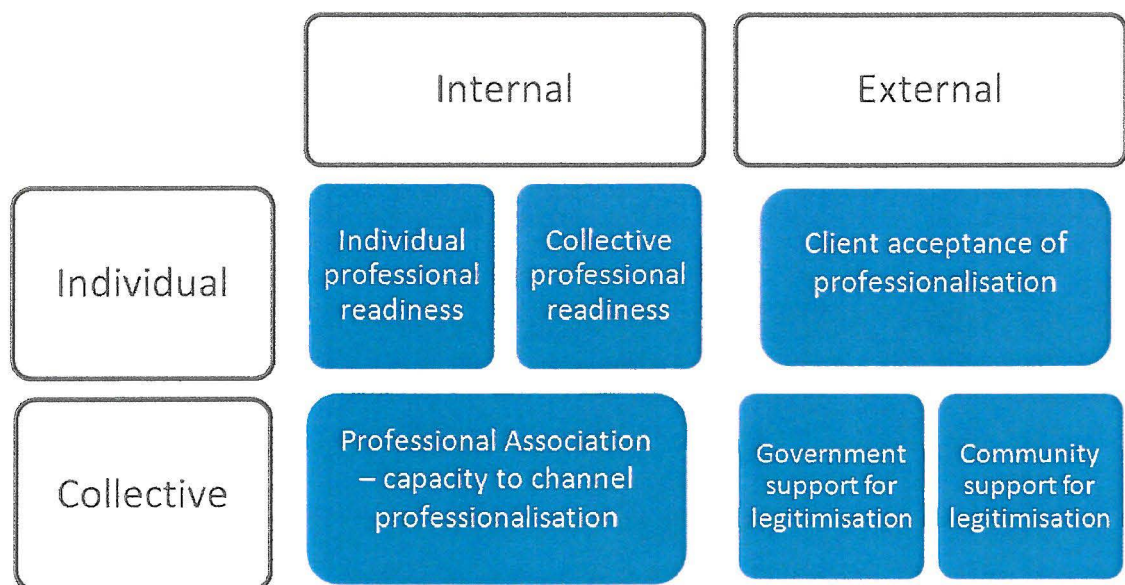 Internal
External
Individual
Individual
professional
readiness
Collective
professional
readiness
Client acceptance of
professionalisation
Collective
Professional Association
– capacity to channel
professionalisation
Government
support for
legitimisation
Community
support for
legitimisation